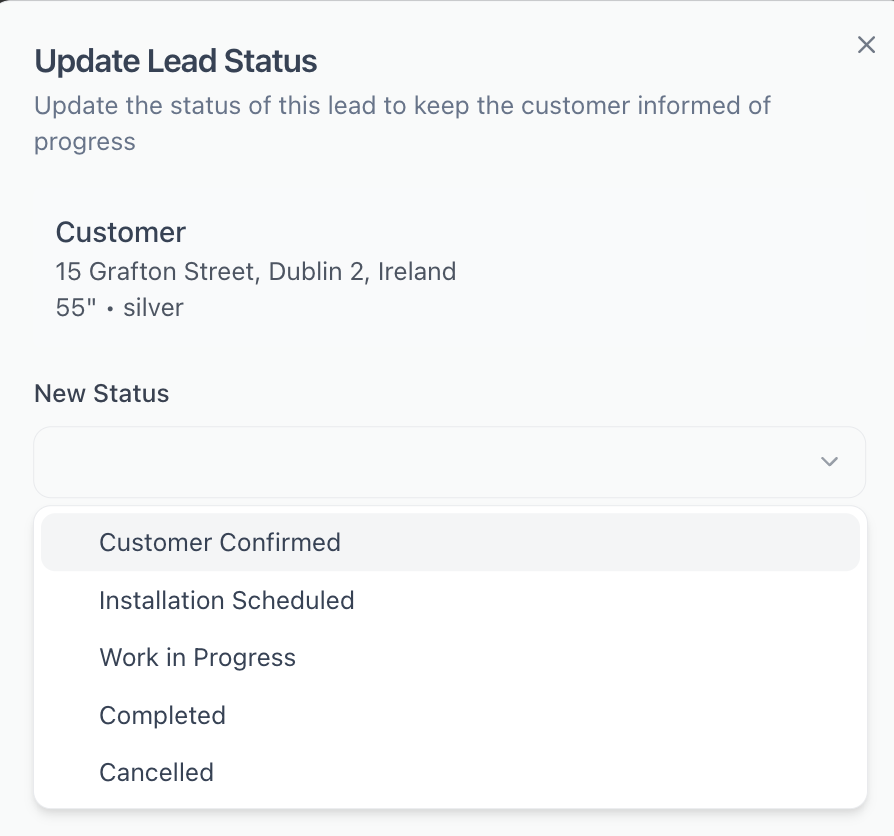 Update Lead Status
Update the status of this lead to keep the customer informed of
progress
Customer
15 Grafton Street, Dublin 2, Ireland
55" • silver
New Status
Customer Confirmed
Installation Scheduled
Work in Progress
Completed
Cancelled